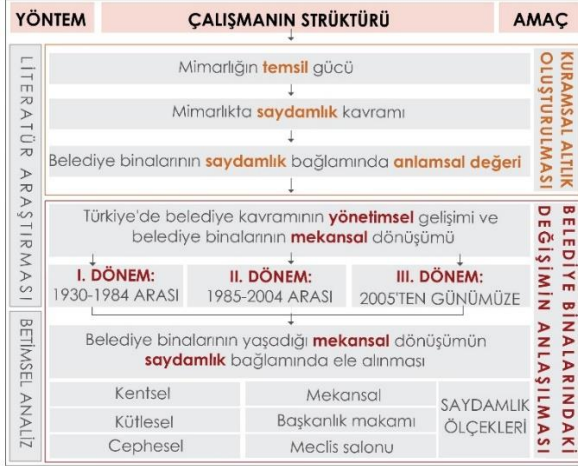 YÖNTEM
ÇALIŞMANIN STRÜKTÜRÜ
AMAÇ
LİTERATÜR ARAŞTIRMASI
Mimarlığın temsil gücü
Mimarlıkta saydamlık kavramı
Belediye binalarının saydamlık bağlamında anlamsal değeri
KURAMSAL ALTLIK
OLUŞTURULMASI
Türkiye'de belediye kavramının yönetimsel gelişimi ve
belediye binalarının mekansal dönüşümü
I. DÖNEM:
1930-1984 ARASI
II. DÖNEM:
1985-2004 ARASI
III. DÖNEM:
2005'TEN GÜNÜMÜZE
BETİMSEL ANALİZ
Belediye binalarının yaşadığı mekansal dönüşümün
saydamlık bağlamında ele alınması
Kentsel
Kütlesel
Cephesel
Mekansal
Başkanlık makamı
Meclis salonu
SAYDAMLIK
ÖLÇEKLERİ
BELEDİYE BINALARINDAKİ
DEĞİŞİMİN ANLAŞILMASI